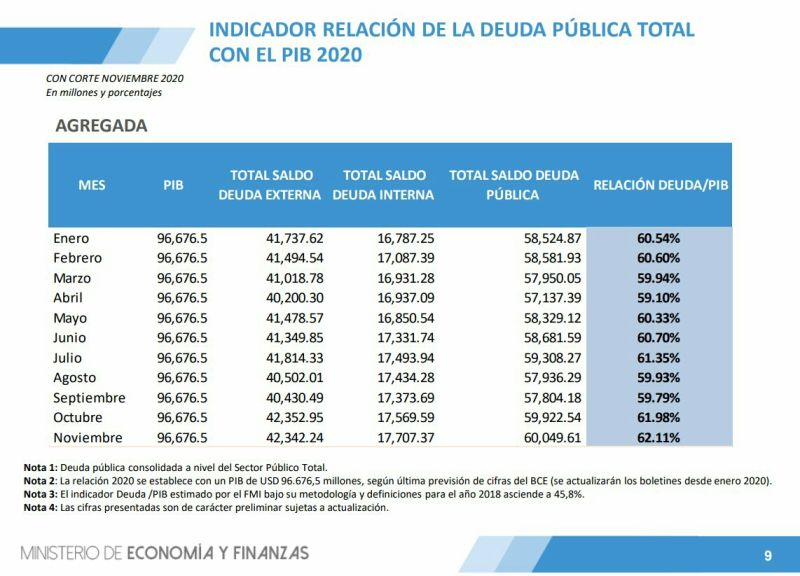 INDICADOR RELACIÓN DE LA DEUDA PÚBLICA TOTAL
CON EL PIB 2020
CON CORTE NOVIEMBRE 2020
En millones y porcentajes
AGREGADA
MES PIB TOTAL SALDO DEUDA EXTERNA TOTAL SALDO DEUDA INTERNA TOTAL SALDO DEUDA PÚBLICA RELACIÓN DEUDA/PIB
Enero 96,676.5 41,737.62 16,787.25 58,524.87 60.54%
Febrero 96,676.5 41,494.54 17,087.39 58,581.93 60.60%
Marzo 96,676.5 41,018.78 16,931.28 57,950.05 59.94%
Abril 96,676.5 40,200.30 16,937.09 57,137.39 59.10%
Mayo 96,676.5 41,478.57 16,850.54 58,329.12 60.33%
Junio 96,676.5 41,349.85 17,331.74 58,681.59 60.70%
Julio 96,676.5 41,814.33 17,493.94 59,308.27 61.35%
Agosto 96,676.5 40,502.01 17,434.28 57,936.29 59.93%
Septiembre 96,676.5 40,430.49 17,373.69 57,804.18 59.79%
Octubre 96,676.5 42,352.95 17,569.59 59,922.54 61.98%
Noviembre 96,676.5 42,342.24 17,707.37 60,049.61 62.11%
Nota 1: Deuda pública consolidada a nivel del Sector Público Total.
Nota 2: La relación 2020 se establece con un PIB de USD 96.676,5 millones, según última previsión de cifras del BCE (se actualizarán los boletines desde enero 2020).
Nota 3: El indicador Deuda /PIB estimado por el FMI bajo su metodología y definiciones para el año 2018 asciende a 45,8%.
Nota 4: Las cifras presentadas son de carácter preliminar sujetas a actualización.
MINISTERIO DE ECONOMÍA Y FINANZAS
9